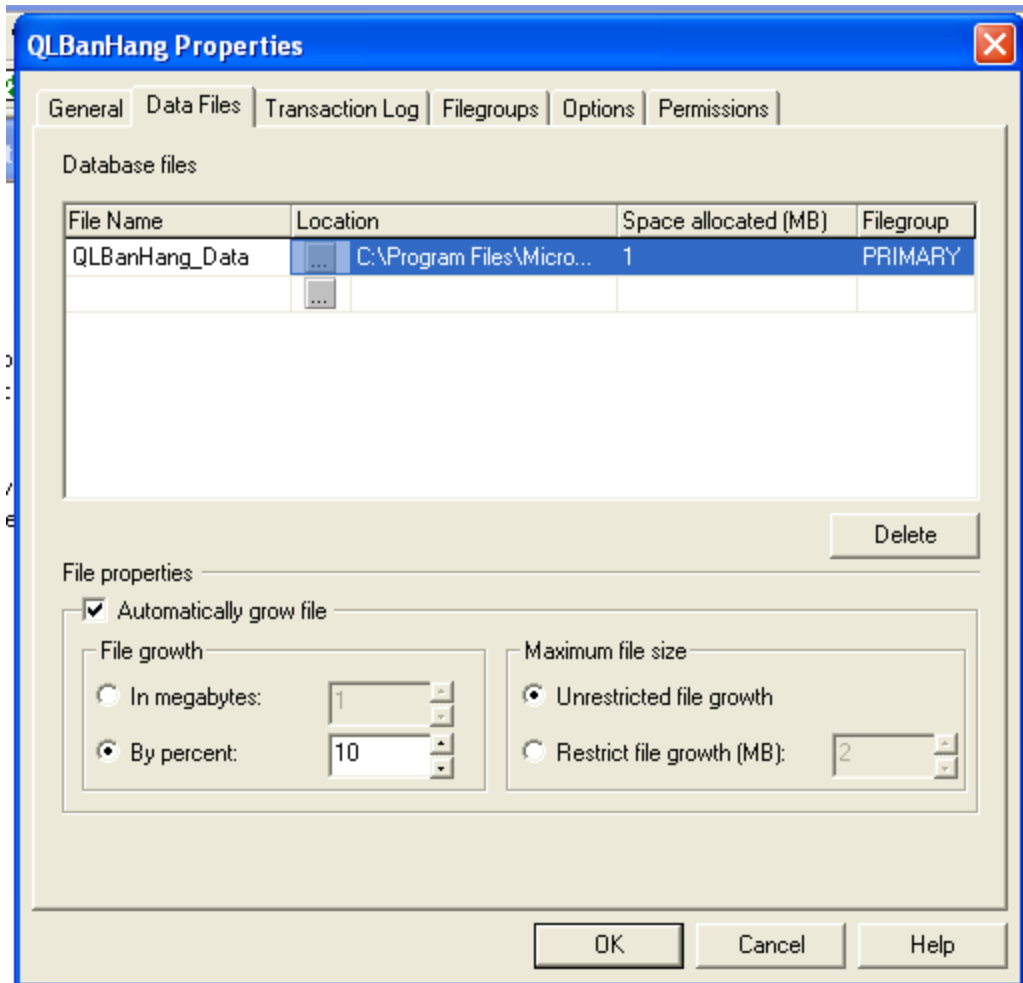 QLBanHang Properties
General Data Files Transaction Log Filegroups Options Permissions
Database files
File Name Location Space allocated (MB) Filegroup
QLBanHang_Data ... C:\Program Files\Micro... 1 PRIMARY
...
Delete
File properties
Automatically grow file
File growth Maximum file size
In megabytes: 1 Unrestricted file growth
By percent: 10 Restrict file growth (MB): 2
OK Cancel Help